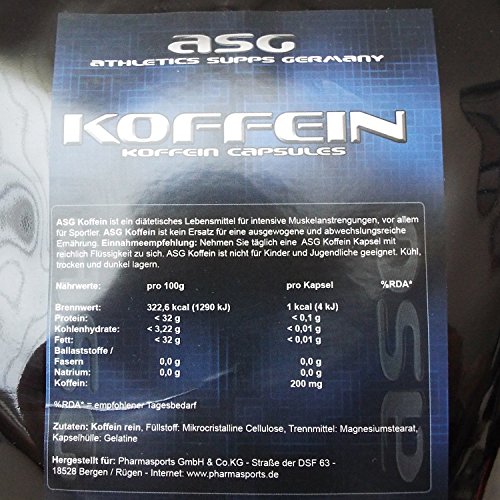 asg
ATHLETICS SUPPS GERMANY
KOFFEIN
KOFFEIN CAPSULES
ASG Koffein ist ein diätetisches Lebensmittel für intensive Muskelanstrengungen, vor allem
für Sportler. ASG Koffein ist kein Ersatz für eine ausgewogene und abwechslungsreiche
Ernährung. Einnahmeempfehlung: Nehmen Sie täglich eine ASG Koffein Kapsel mit
reichlich Flüssigkeit zu sich. ASG Koffein ist nicht für Kinder und Jugendliche geeignet. Kühl,
trocken und dunkel lagern.
Nährwerte: pro 100g pro Kapsel %RDA*
Brennwert: 322,6 kcal (1290 kJ) 1 kcal (4 kJ)
Protein: < 32 g < 0,1 g
Kohlenhydrate: < 3,22 g < 0,01 g
Fett: < 32 g < 0,01 g
Ballaststoffe /
Fasern 0,0 g 0,0 g
Natrium: 0,0 g 0,0 g
Koffein: 200 mg
%RDA* = empfohlener Tagesbedarf
Zutaten: Koffein rein, Füllstoff: Mikrocristalline Cellulose, Trennmittel: Magnesiumstearat,
Kapselhülle: Gelatine
Hergestellt für: Pharmasports GmbH & Co.KG - Straße der DSF 63 -
18528 Bergen / Rügen - Internet: www.pharmasports.de
asg